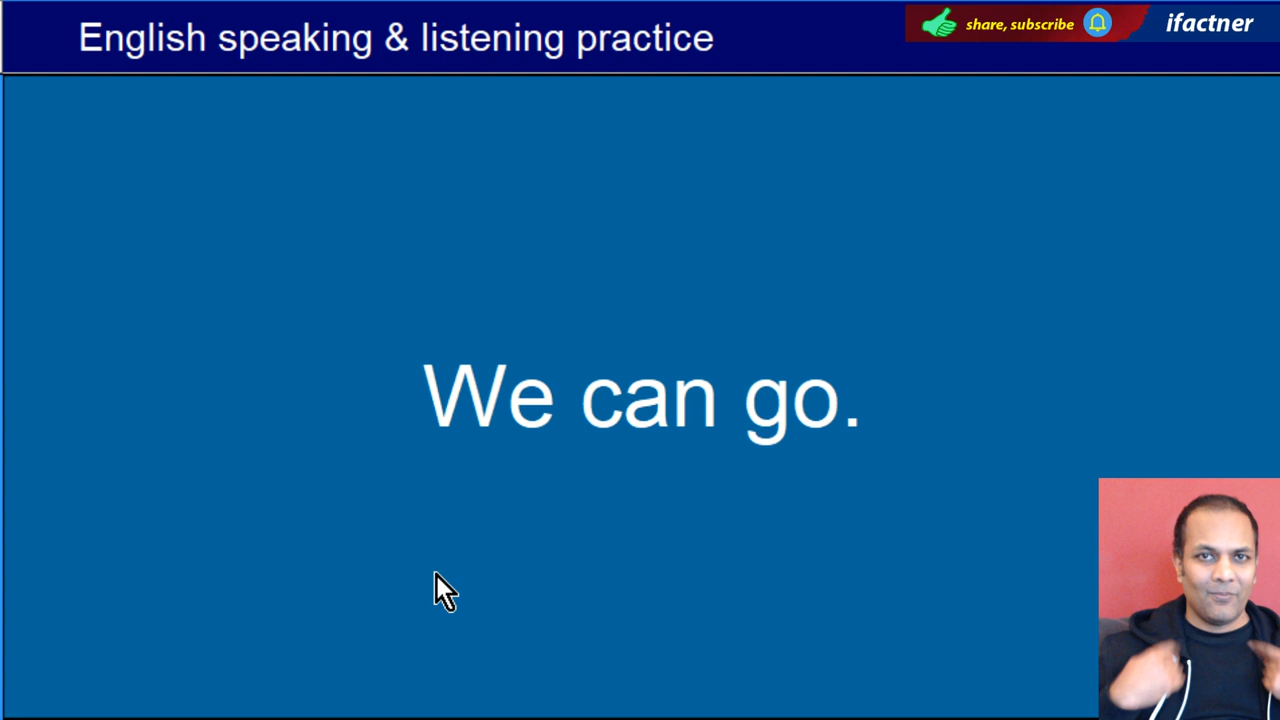 English speaking & listening practice
share, subscribe
ifactner
We can go.